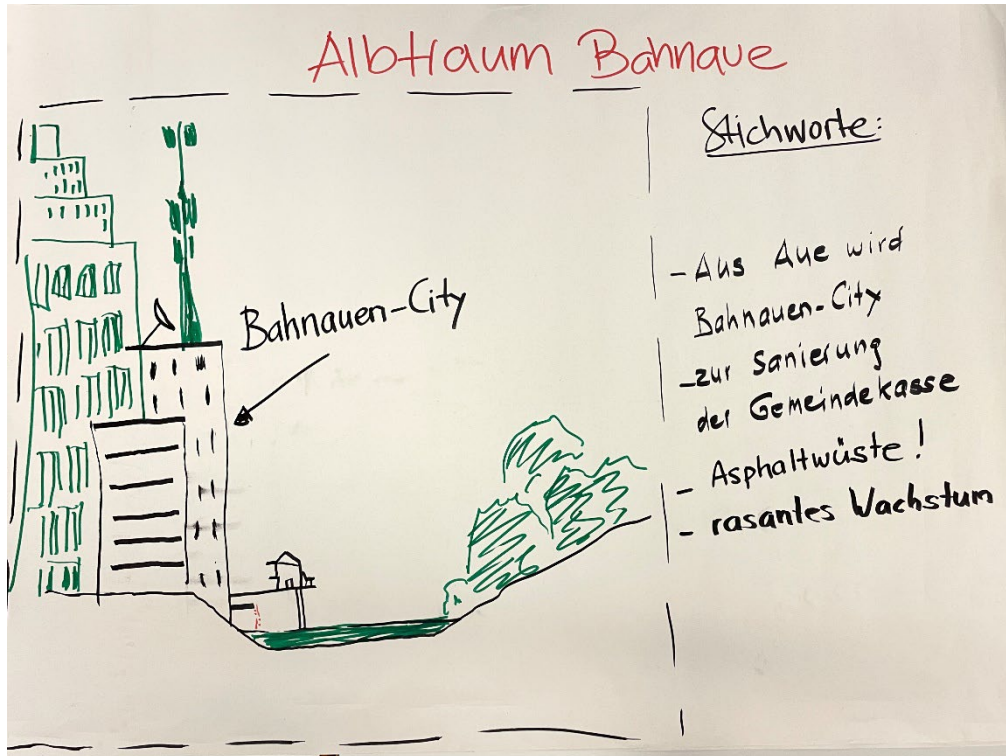 Albtraum Bahnaue
Stichworte:
- Aus Aue wird
Bahnauen-City
- zur Sanierung
der Gemeindekasse
- Asphaltwüste!
- rasantes Wachstum
Bahnauen-City